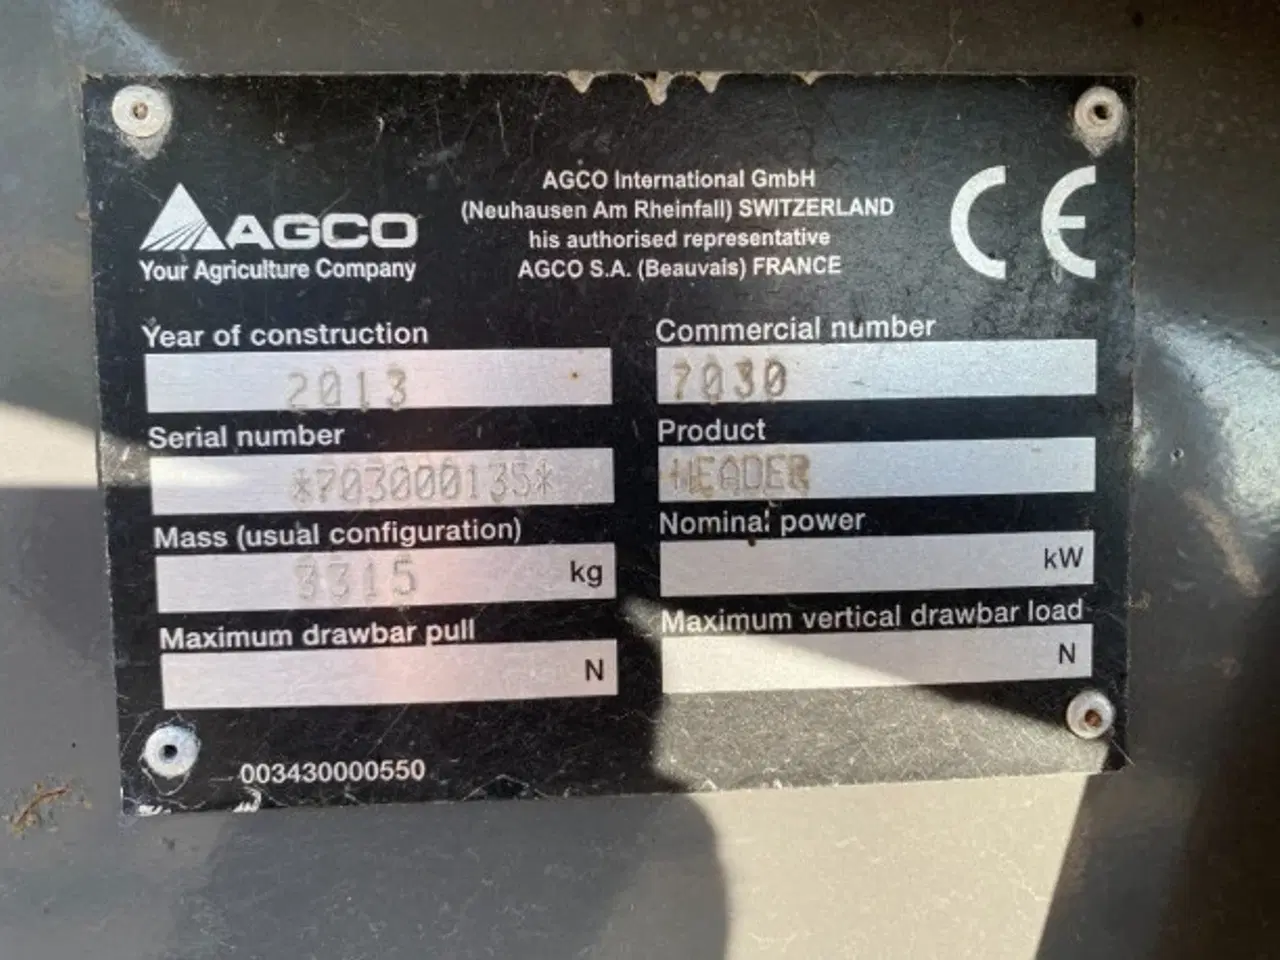 AGCO
Your Agriculture Company
AGCO International GmbH
(Neuhausen Am Rheinfall) SWITZERLAND
his authorised representative
AGCO S.A. (Beauvais) FRANCE
CE
Year of construction
2013
Commercial number
7030
Serial number
*703000135*
Product
HEADER
Mass (usual configuration)
3315 kg
Nominal power
kW
Maximum drawbar pull
N
Maximum vertical drawbar load
N
003430000550